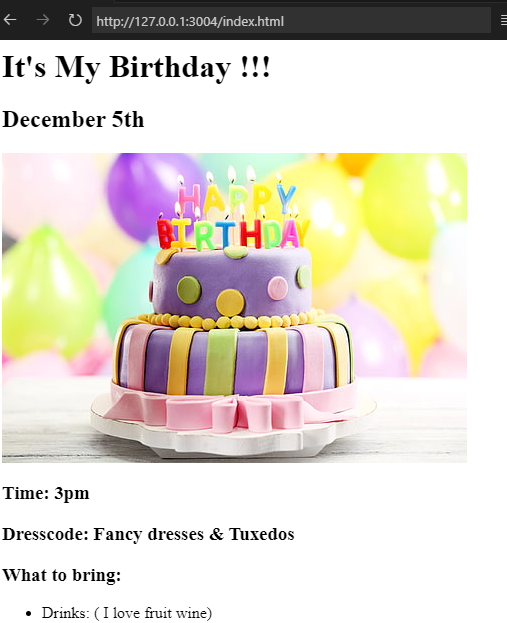 http://127.0.0.1:3004/index.html
It's My Birthday !!!
December 5th
HAPPY
BIRTHDAY
Time: 3pm
Dresscode: Fancy dresses & Tuxedos
What to bring:
• Drinks: ( I love fruit wine)